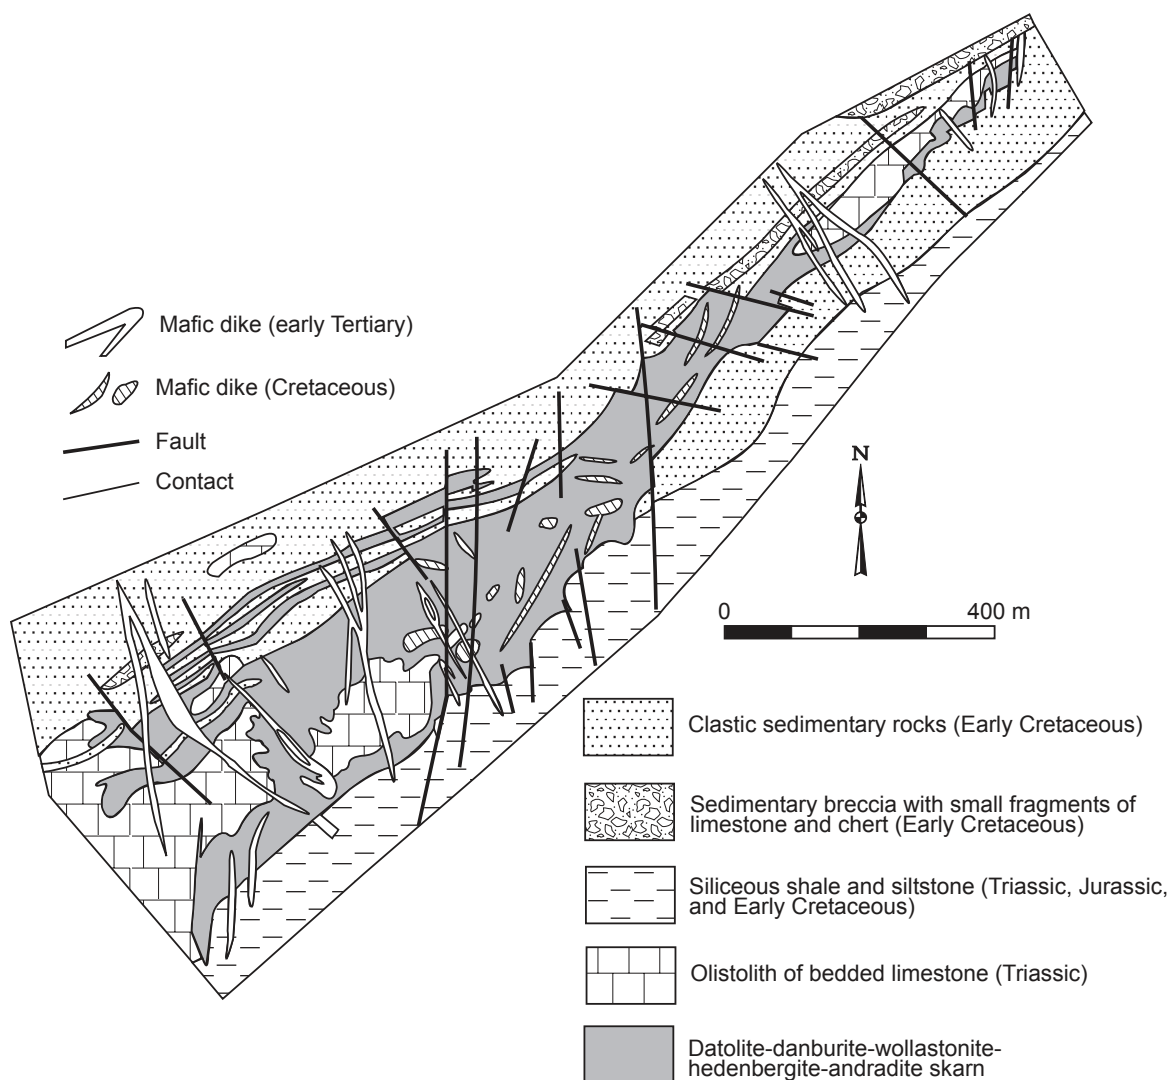 Mafic dike (early Tertiary)
Mafic dike (Cretaceous)
Fault
Contact
N
0 400 m
Clastic sedimentary rocks (Early Cretaceous)
Sedimentary breccia with small fragments of
limestone and chert (Early Cretaceous)
Siliceous shale and siltstone (Triassic, Jurassic,
and Early Cretaceous)
Olistolith of bedded limestone (Triassic)
Datolite-danburite-wollastonite-
hedenbergite-andradite skarn